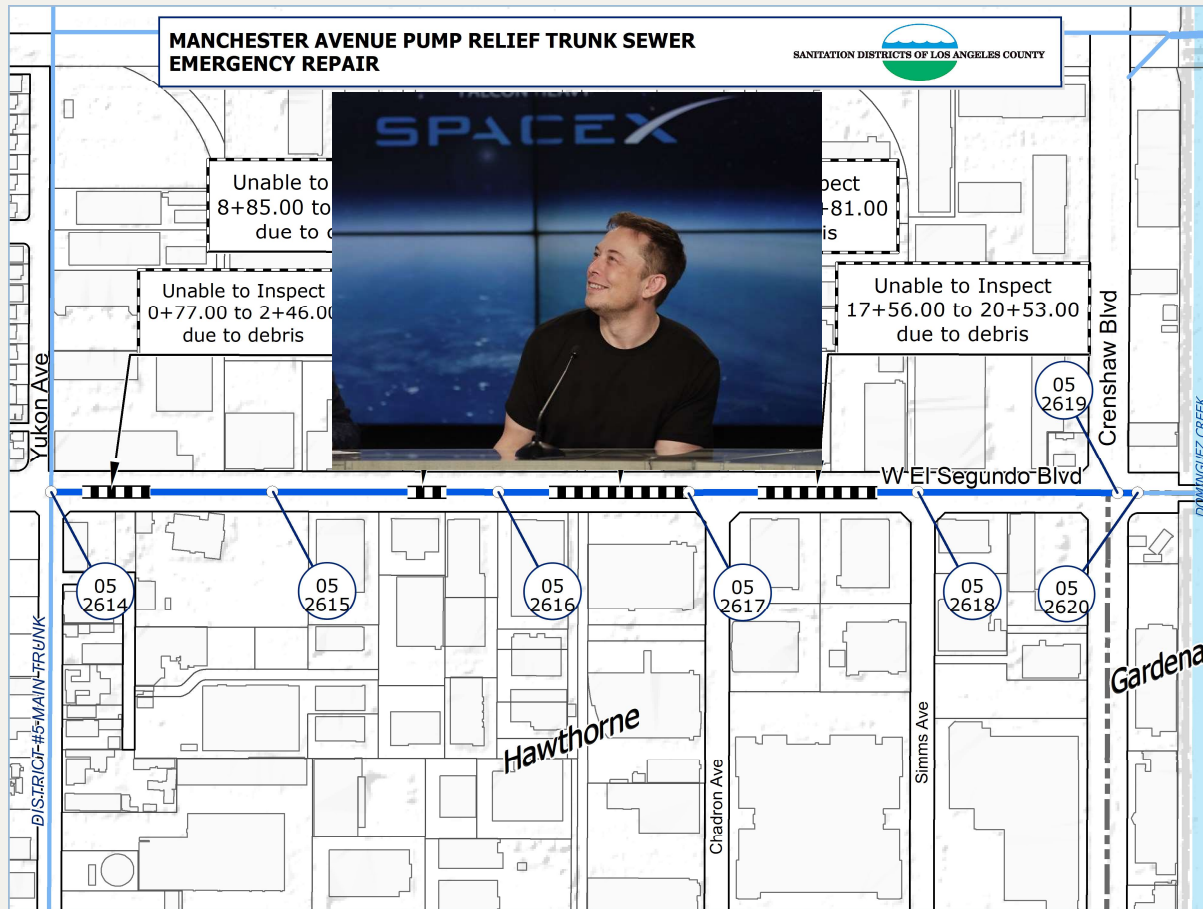 MANCHESTER AVENUE PUMP RELIEF TRUNK SEWER
EMERGENCY REPAIR
SANITATION DISTRICTS OF LOS ANGELES COUNTY
FALCON HEAVY
SPACEX
Unable to
8+85.00 to
due to
+81.00
Unable to Inspect
0+77.00 to 2+46.00
due to debris
Unable to Inspect
17+56.00 to 20+53.00
due to debris
Yukon Ave
Crenshaw Blvd
DOMINGUEZ CREEK
05
2619
W El Segundo Blvd
05
2614
05
2615
05
2616
05
2617
05
2618
05
2620
DISTRICT #5 MAIN TRUNK
Hawthorne
Gardena
Chadron Ave
Simms Ave